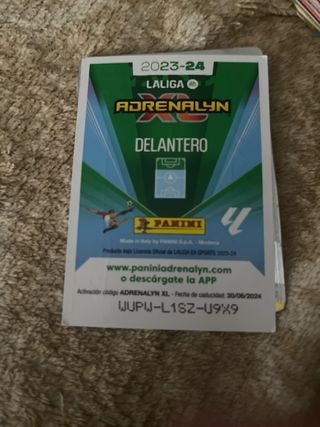 2023-24
LALIGA
ADRENALYN
XL
DELANTERO
PANINI
Made in Italy by PANINI S.p.A. - Modena
Producto bajo Licencia Oficial de LALIGA EA SPORTS 2023-24
www.paniniadrenalyn.com
o descárgate la APP
Activación código ADRENALYN XL - Fecha de caducidad: 30/06/2024
WUPW-L1SZ-U9X9